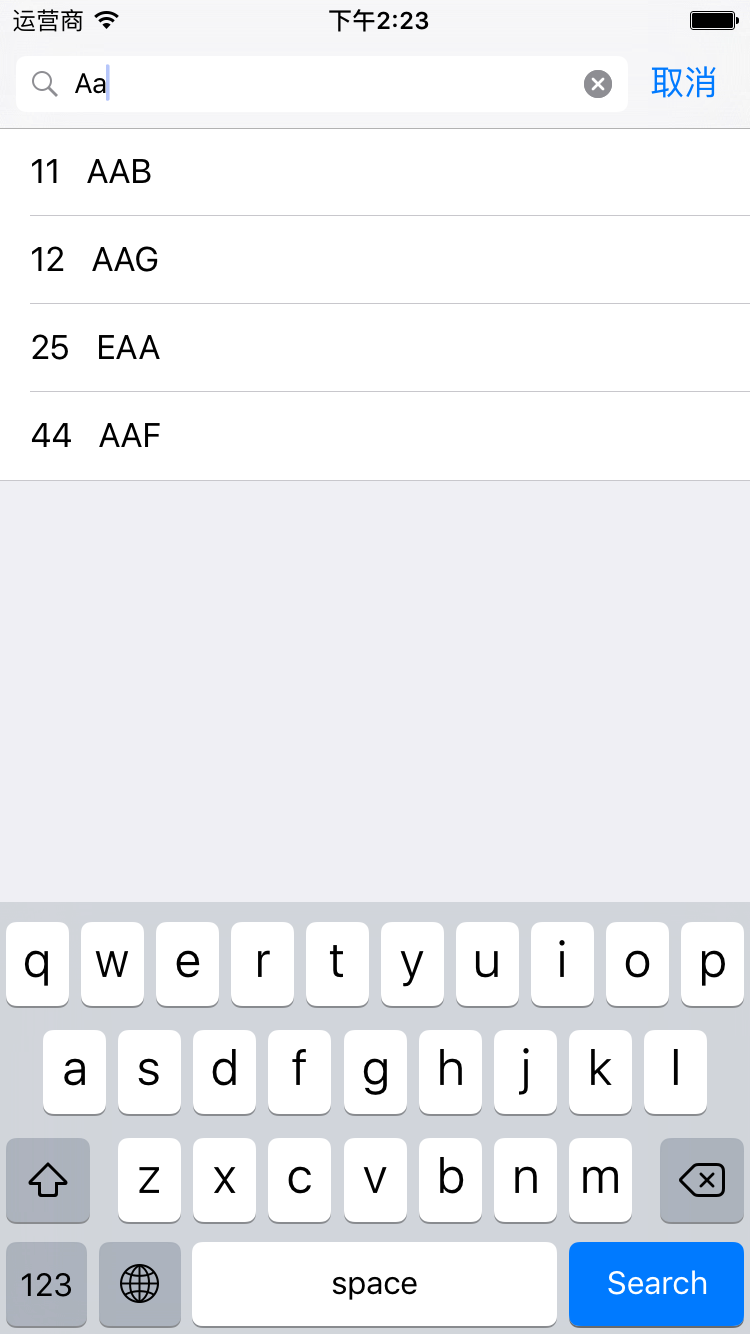 运营商 下午2:23
Aa 取消
11 AAB
12 AAG
25 EAA
44 AAF
q w e r t y u i o p
a s d f g h j k l
z x c v b n m
123 space Search